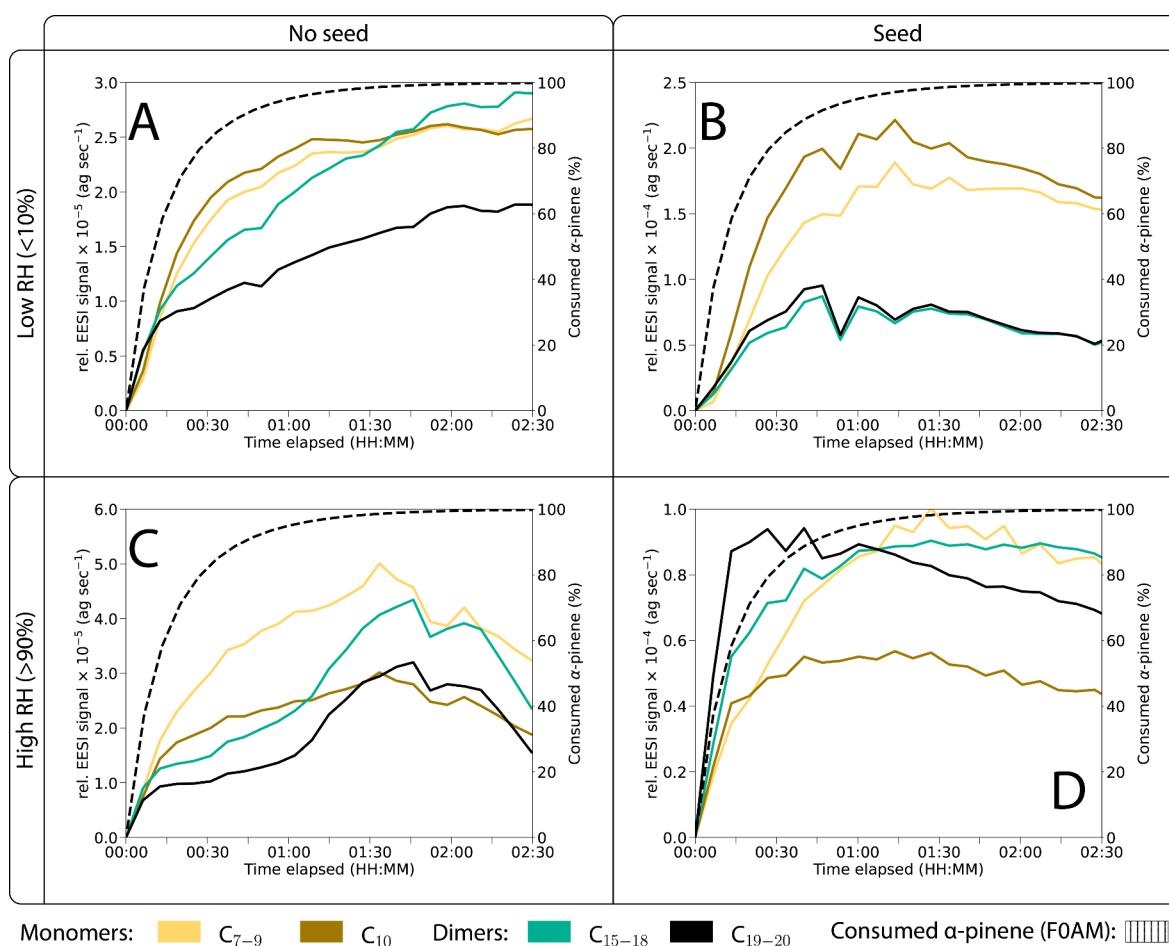 No seed
Seed
Low RH (<10%)
High RH (>90%)
A
rel. EESI signal × 10⁻⁵ (ag sec⁻¹)
3.0
2.5
2.0
1.5
1.0
0.5
0.0
100
80
60
40
20
0
Consumed α-pinene (%)
00:00 00:30 01:00 01:30 02:00 02:30
Time elapsed (HH:MM)
B
rel. EESI signal × 10⁻⁴ (ag sec⁻¹)
2.5
2.0
1.5
1.0
0.5
0.0
100
80
60
40
20
0
Consumed α-pinene (%)
00:00 00:30 01:00 01:30 02:00 02:30
Time elapsed (HH:MM)
C
rel. EESI signal × 10⁻⁵ (ag sec⁻¹)
6.0
5.0
4.0
3.0
2.0
1.0
0.0
100
80
60
40
20
0
Consumed α-pinene (%)
00:00 00:30 01:00 01:30 02:00 02:30
Time elapsed (HH:MM)
D
rel. EESI signal × 10⁻⁴ (ag sec⁻¹)
1.0
0.8
0.6
0.4
0.2
0.0
100
80
60
40
20
0
Consumed α-pinene (%)
00:00 00:30 01:00 01:30 02:00 02:30
Time elapsed (HH:MM)
Monomers: C₇₋₉ C₁₀ Dimers: C₁₅₋₁₈ C₁₉₋₂₀ Consumed α-pinene (F0AM):